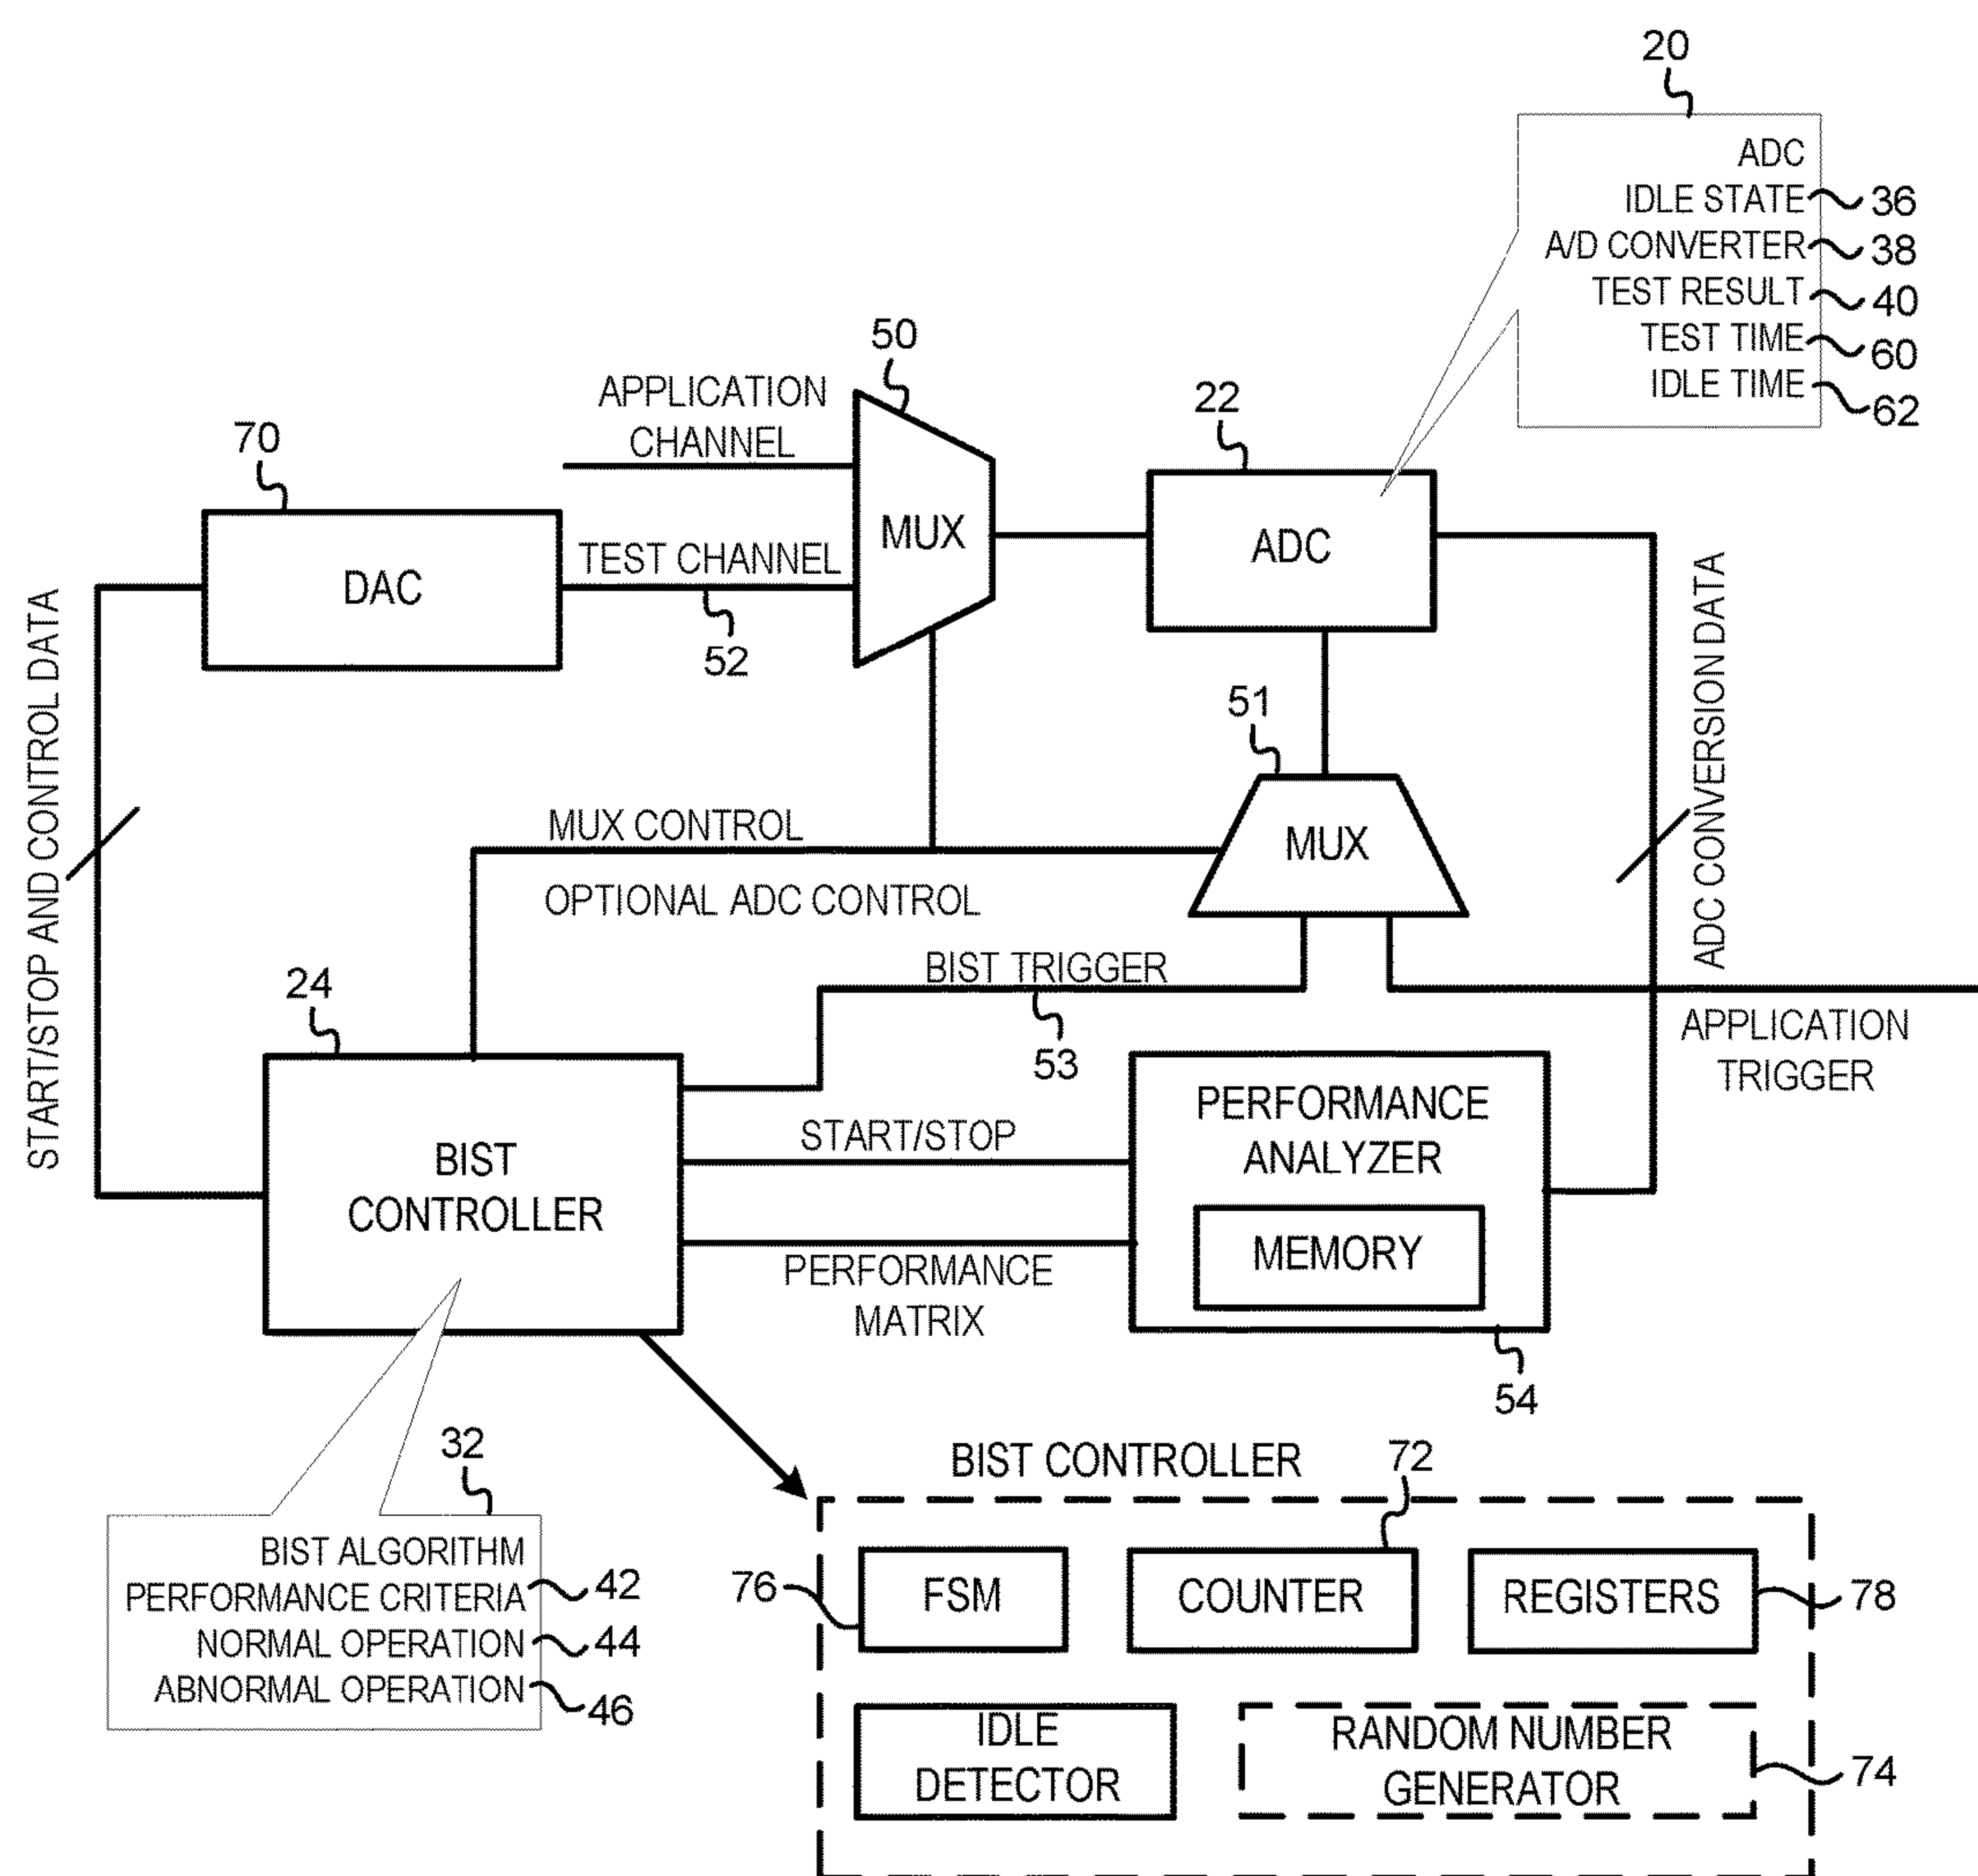 20
ADC
IDLE STATE
36
A/D CONVERTER
38
TEST RESULT
40
TEST TIME
60
IDLE TIME
62
50
APPLICATION
CHANNEL
22
70
MUX
ADC
DAC
TEST CHANNEL
52
START/STOP AND CONTROL DATA
ADC CONVERSION DATA
51
MUX CONTROL
MUX
OPTIONAL ADC CONTROL
BIST TRIGGER
53
APPLICATION
TRIGGER
24
BIST
CONTROLLER
START/STOP
PERFORMANCE
MATRIX
PERFORMANCE
ANALYZER
MEMORY
54
32
BIST ALGORITHM
PERFORMANCE CRITERIA
42
NORMAL OPERATION
44
ABNORMAL OPERATION
46
BIST CONTROLLER
72
76
FSM
COUNTER
REGISTERS
78
IDLE
DETECTOR
RANDOM NUMBER
GENERATOR
74